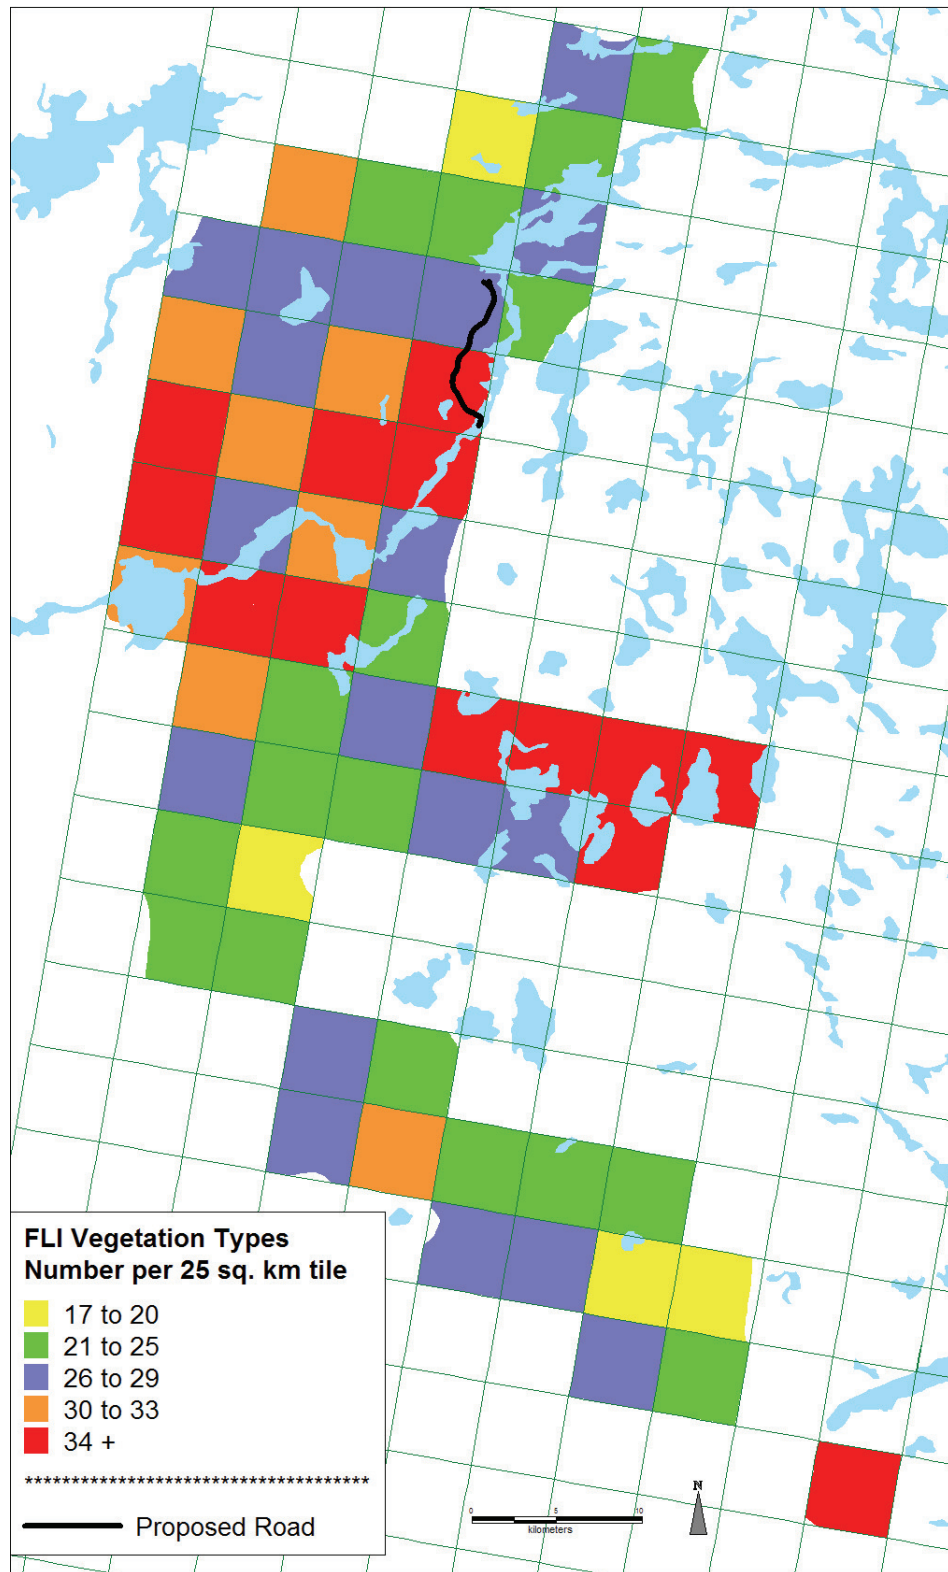 FLI Vegetation Types
Number per 25 sq. km tile
17 to 20
21 to 25
26 to 29
30 to 33
34 +
*************************************
Proposed Road
0 5 10
kilometers
N